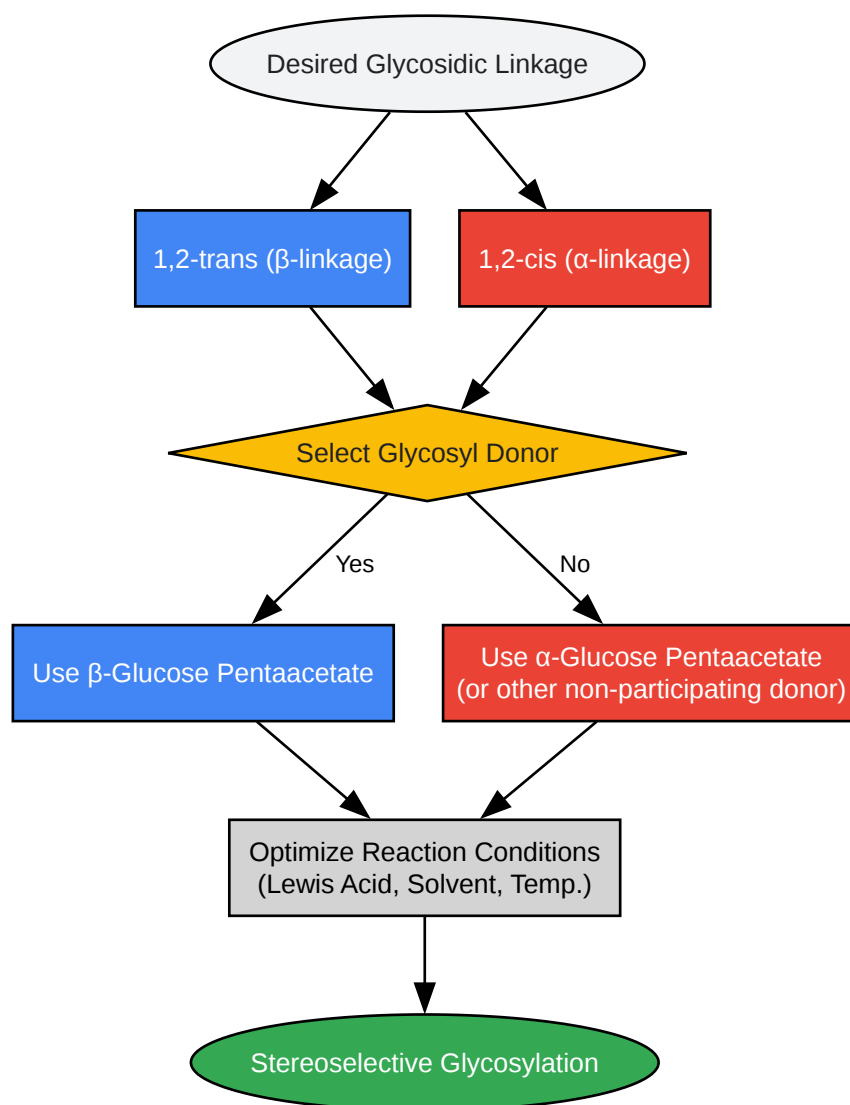 Desired Glycosidic Linkage
1,2-trans (β-linkage)
1,2-cis (α-linkage)
Select Glycosyl Donor
Yes
No
Use β-Glucose Pentaacetate
Use α-Glucose Pentaacetate
(or other non-participating donor)
Optimize Reaction Conditions
(Lewis Acid, Solvent, Temp.)
Stereoselective Glycosylation